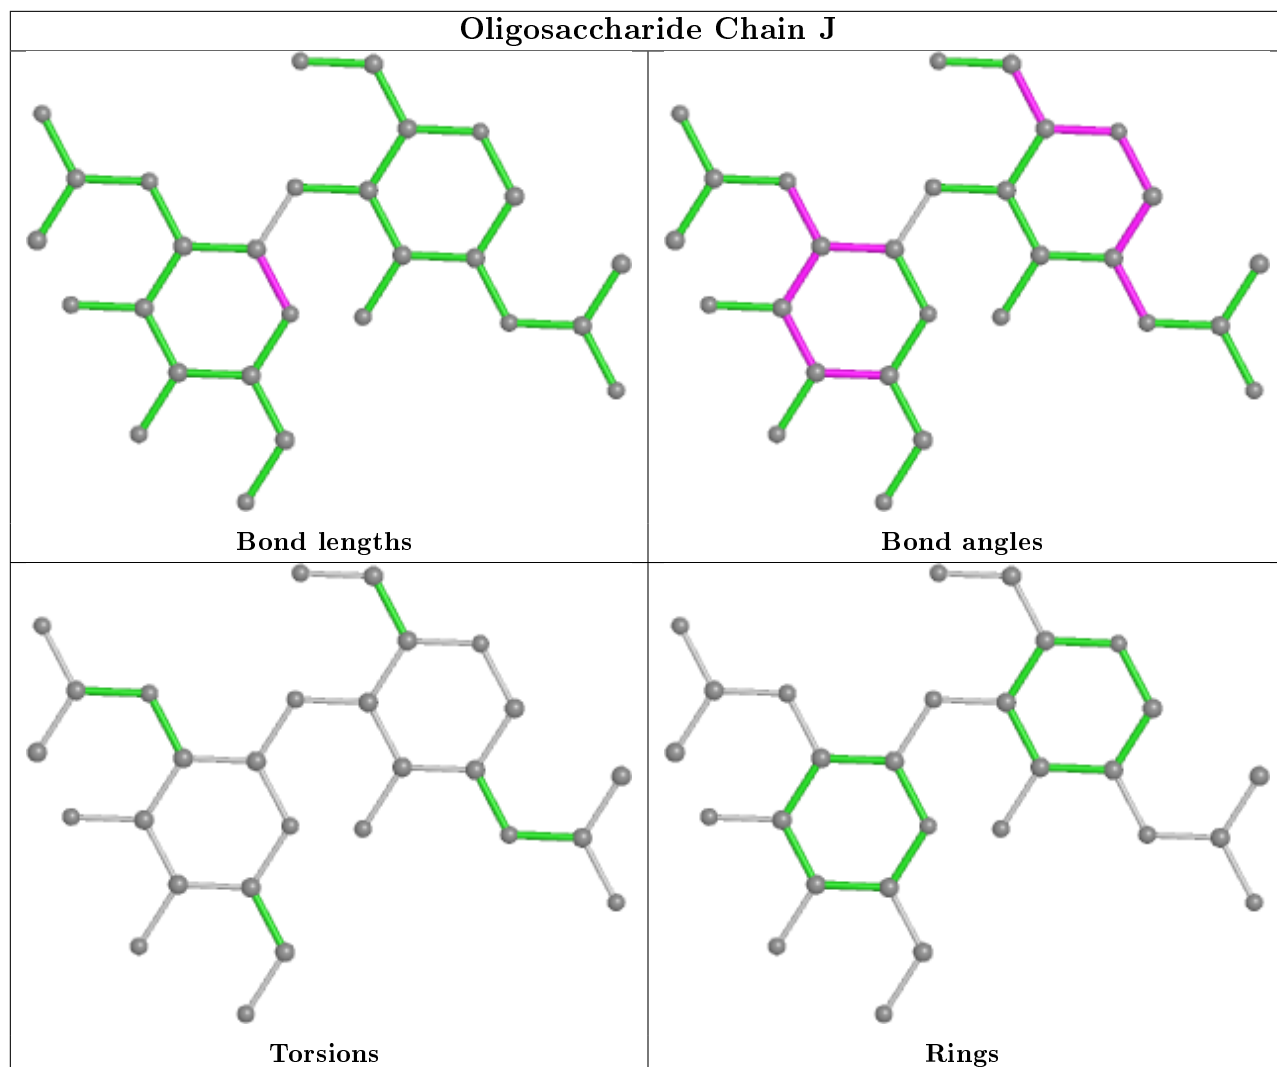 Oligosaccharide Chain J
Bond lengths
Bond angles
Torsions
Rings